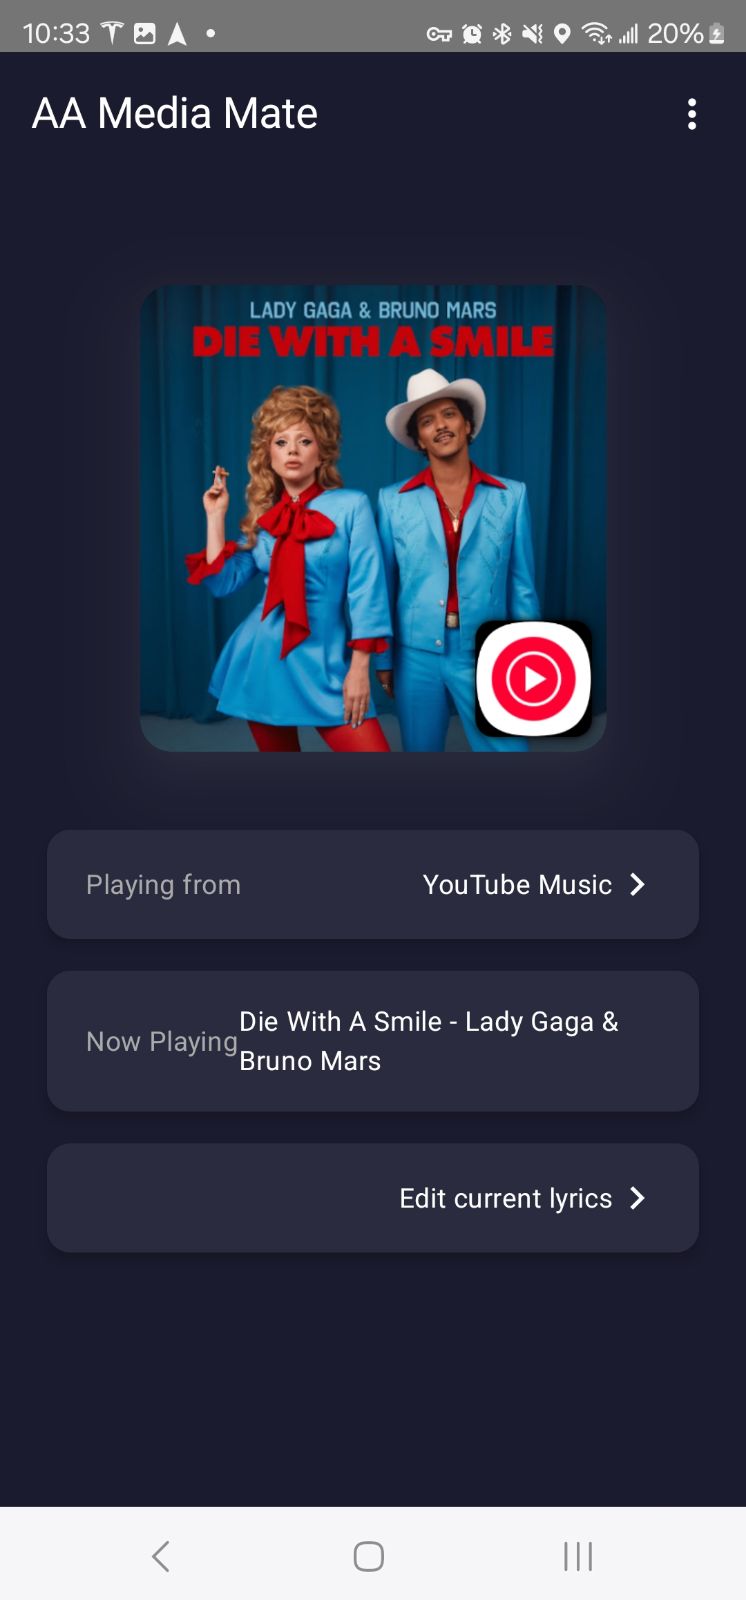 10:33
20%
AA Media Mate
LADY GAGA & BRUNO MARS
DIE WITH A SMILE
Playing from
YouTube Music
Now Playing
Die With A Smile - Lady Gaga &
Bruno Mars
Edit current lyrics